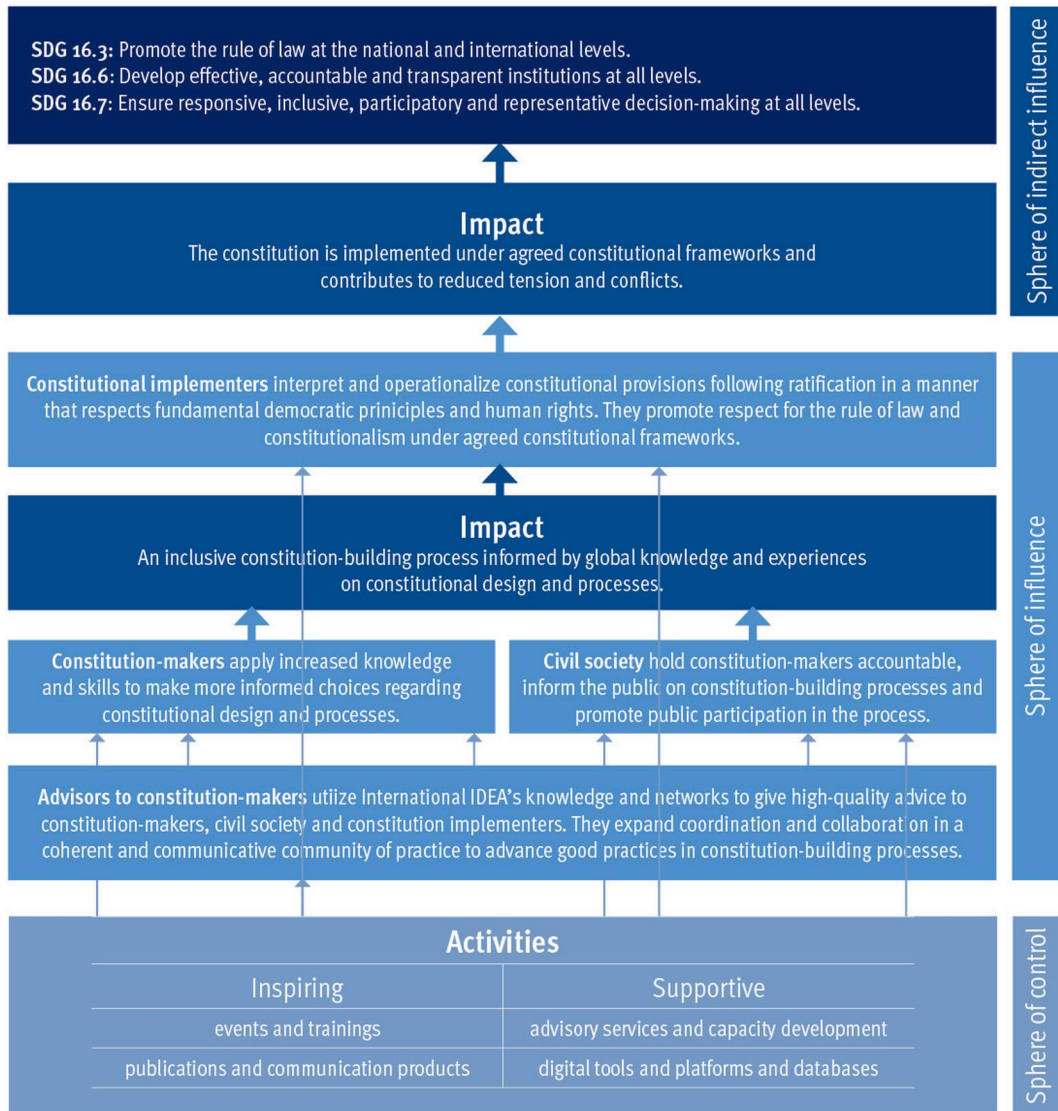 SDG 16.3: Promote the rule of law at the national and international levels.
SDG 16.6: Develop effective, accountable and transparent institutions at all levels.
SDG 16.7: Ensure responsive, inclusive, participatory and representative decision-making at all levels.
Sphere of indirect influence
Impact
The constitution is implemented under agreed constitutional frameworks and
contributes to reduced tension and conflicts.
Constitutional implementers interpret and operationalize constitutional provisions following ratification in a manner
that respects fundamental democratic priniciples and human rights. They promote respect for the rule of law and
constitutionalism under agreed constitutional frameworks.
Sphere of influence
Impact
An inclusive constitution-building process informed by global knowledge and experiences
on constitutional design and processes.
Constitution-makers apply increased knowledge
and skills to make more informed choices regarding
constitutional design and processes.
Civil society hold constitution-makers accountable,
inform the public on constitution-building processes and
promote public participation in the process.
Advisors to constitution-makers utiize International IDEA's knowledge and networks to give high-quality advice to
constitution-makers, civil society and constitution implementers. They expand coordination and collaboration in a
coherent and communicative community of practice to advance good practices in constitution-building processes.
Sphere of control
Activities
Inspiring
Supportive
events and trainings
advisory services and capacity development
publications and communication products
digital tools and platforms and databases